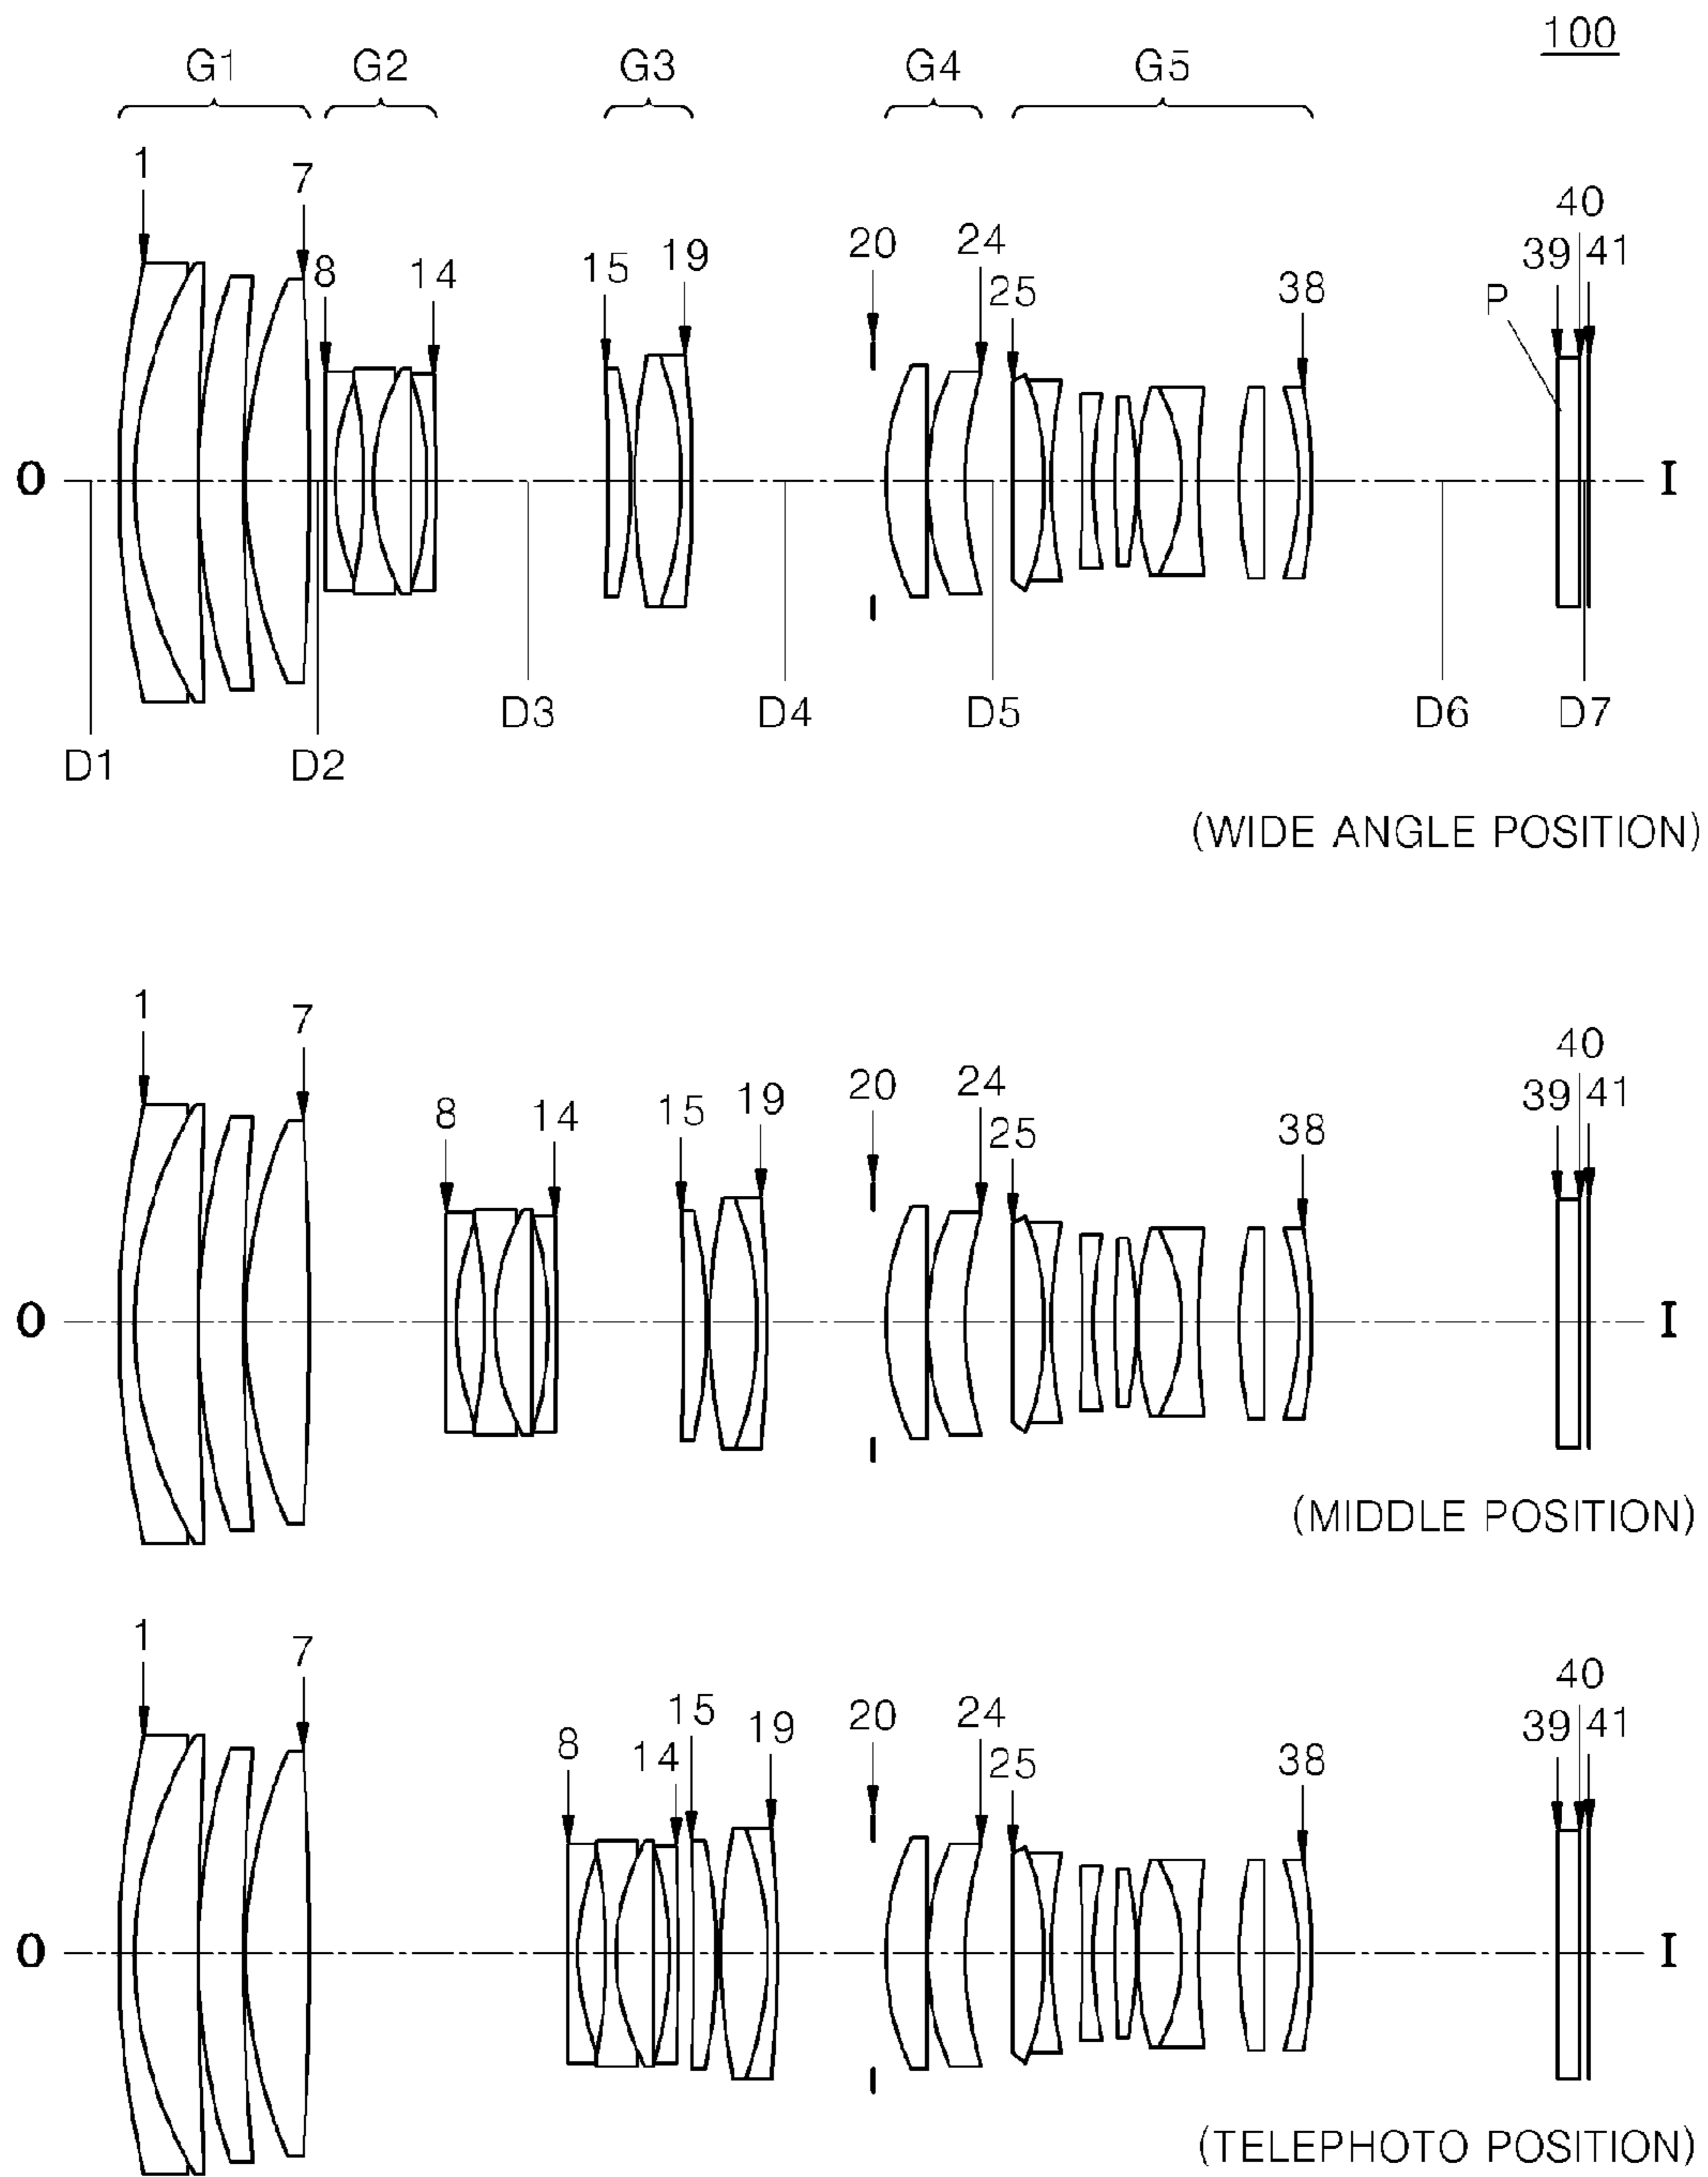 100
G1 G2 G3 G4 G5
1 7 8 14 15 19 20 24 25 38 P 39 40 41
O I
D1 D2 D3 D4 D5 D6 D7
(WIDE ANGLE POSITION)
1 7 8 14 15 19 20 24 25 38 39 40 41
O I
(MIDDLE POSITION)
1 7 8 14 15 19 20 24 25 38 39 40 41
O I
(TELEPHOTO POSITION)